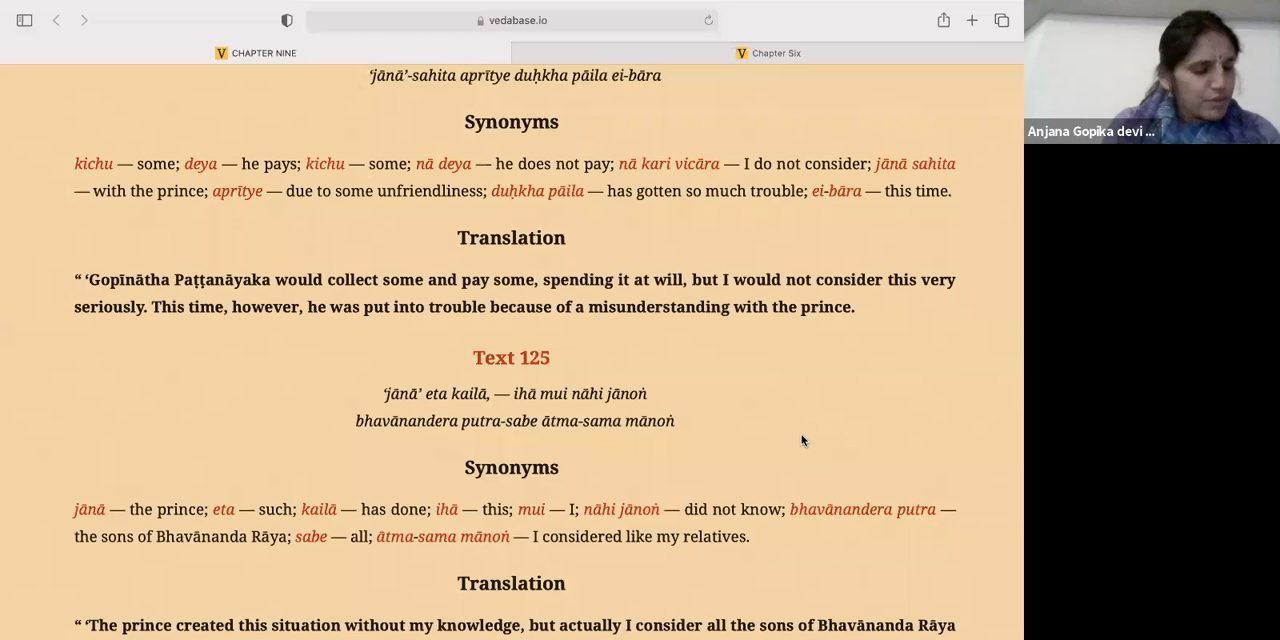 vedabase.io
CHAPTER NINE
Chapter Six
‘jānā’-sahita aprītye duḥkha pāila ei-bāra
Synonyms
kichu — some; deya — he pays; kichu — some; nā deya — he does not pay; nā kari vicāra — I do not consider; jānā sahita
— with the prince; aprītye — due to some unfriendliness; duḥkha pāila — has gotten so much trouble; ei-bāra — this time.
Translation
“ ‘Gopīnātha Paṭṭanāyaka would collect some and pay some, spending it at will, but I would not consider this very
seriously. This time, however, he was put into trouble because of a misunderstanding with the prince.
Text 125
‘jānā’ eta kailā, — ihā mui nāhi jānoṅ
bhavānandera putra-sabe ātma-sama mānoṅ
Synonyms
jānā — the prince; eta — such; kailā — has done; ihā — this; mui — I; nāhi jānoṅ — did not know; bhavānandera putra —
the sons of Bhavānanda Rāya; sabe — all; ātma-sama mānoṅ — I considered like my relatives.
Translation
“ ‘The prince created this situation without my knowledge, but actually I consider all the sons of Bhavānanda Rāya
Anjana Gopika devi ...